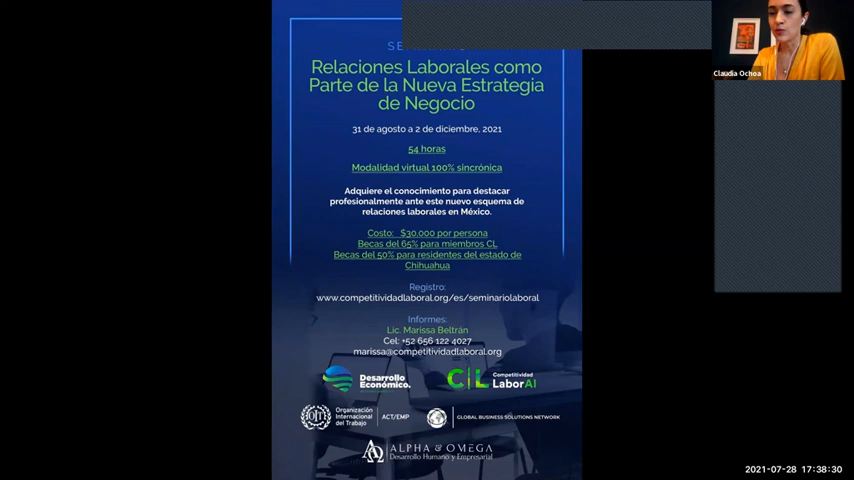 Relaciones Laborales como
Parte de la Nueva Estrategia
de Negocio
31 de agosto a 2 de diciembre, 2021
54 horas
Modalidad virtual 100% sincrónica
Adquiere el conocimiento para destacar
profesionalmente ante este nuevo esquema de
relaciones laborales en México.
Costo: $30,000 por persona
Becas del 65% para miembros CL
Becas del 50% para residentes del estado de
Chihuahua
Registro:
www.competitividadlaboral.org/es/seminariolaboral
Informes:
Lic. Marissa Beltrán
Cel: +52 656 122 4027
marissa@competitividadlaboral.org
Desarrollo
Económico.
C|L
Competitividad
LaborAl
Organización
Internacional
del Trabajo
ACT/EMP
GLOBAL BUSINESS SOLUTIONS NETWORK
ALPHA & OMEGA
Desarrollo Humano y Empresarial
Claudia Ochoa
2021-07-28 17:38:30